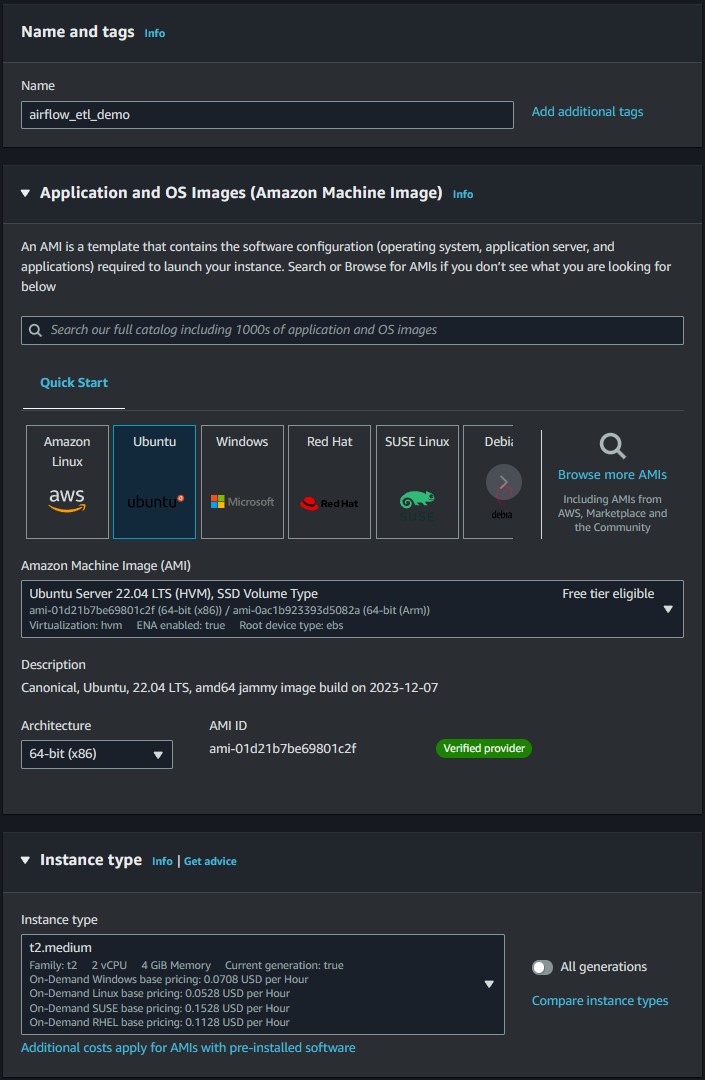 Name and tags Info
Name
airflow_etl_demo
Add additional tags
Application and OS Images (Amazon Machine Image) Info
An AMI is a template that contains the software configuration (operating system, application server, and
applications) required to launch your instance. Search or Browse for AMIs if you don’t see what you are looking for
below
Search our full catalog including 1000s of application and OS images
Quick Start
Amazon
Linux
aws
Ubuntu
ubuntu
Windows
Microsoft
Red Hat
Red Hat
SUSE Linux
SUSE
Debia
debia
Browse more AMIs
Including AMIs from
AWS, Marketplace and
the Community
Amazon Machine Image (AMI)
Ubuntu Server 22.04 LTS (HVM), SSD Volume Type Free tier eligible
ami-01d21b7be69801c2f (64-bit (x86)) / ami-0ac1b923393d5082a (64-bit (Arm))
Virtualization: hvm ENA enabled: true Root device type: ebs
Description
Canonical, Ubuntu, 22.04 LTS, amd64 jammy image build on 2023-12-07
Architecture AMI ID
64-bit (x86) ami-01d21b7be69801c2f Verified provider
Instance type Info | Get advice
Instance type
t2.medium
Family: t2 2 vCPU 4 GiB Memory Current generation: true
On-Demand Windows base pricing: 0.0708 USD per Hour
On-Demand Linux base pricing: 0.0528 USD per Hour
On-Demand SUSE base pricing: 0.1528 USD per Hour
On-Demand RHEL base pricing: 0.1128 USD per Hour
All generations
Compare instance types
Additional costs apply for AMIs with pre-installed software